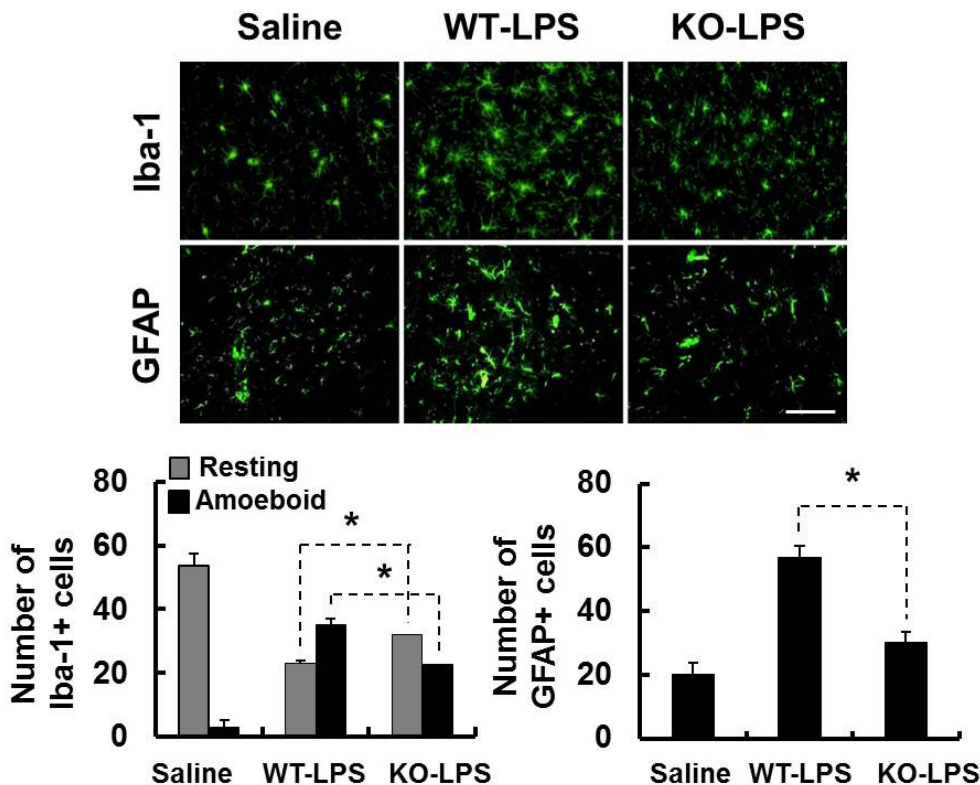 Saline WT-LPS KO-LPS
Iba-1
GFAP
Resting
Amoeboid
Number of
Iba-1+ cells
80
60
40
20
0
*
*
Saline WT-LPS KO-LPS
Number of
GFAP+ cells
80
60
40
20
0
*
Saline WT-LPS KO-LPS